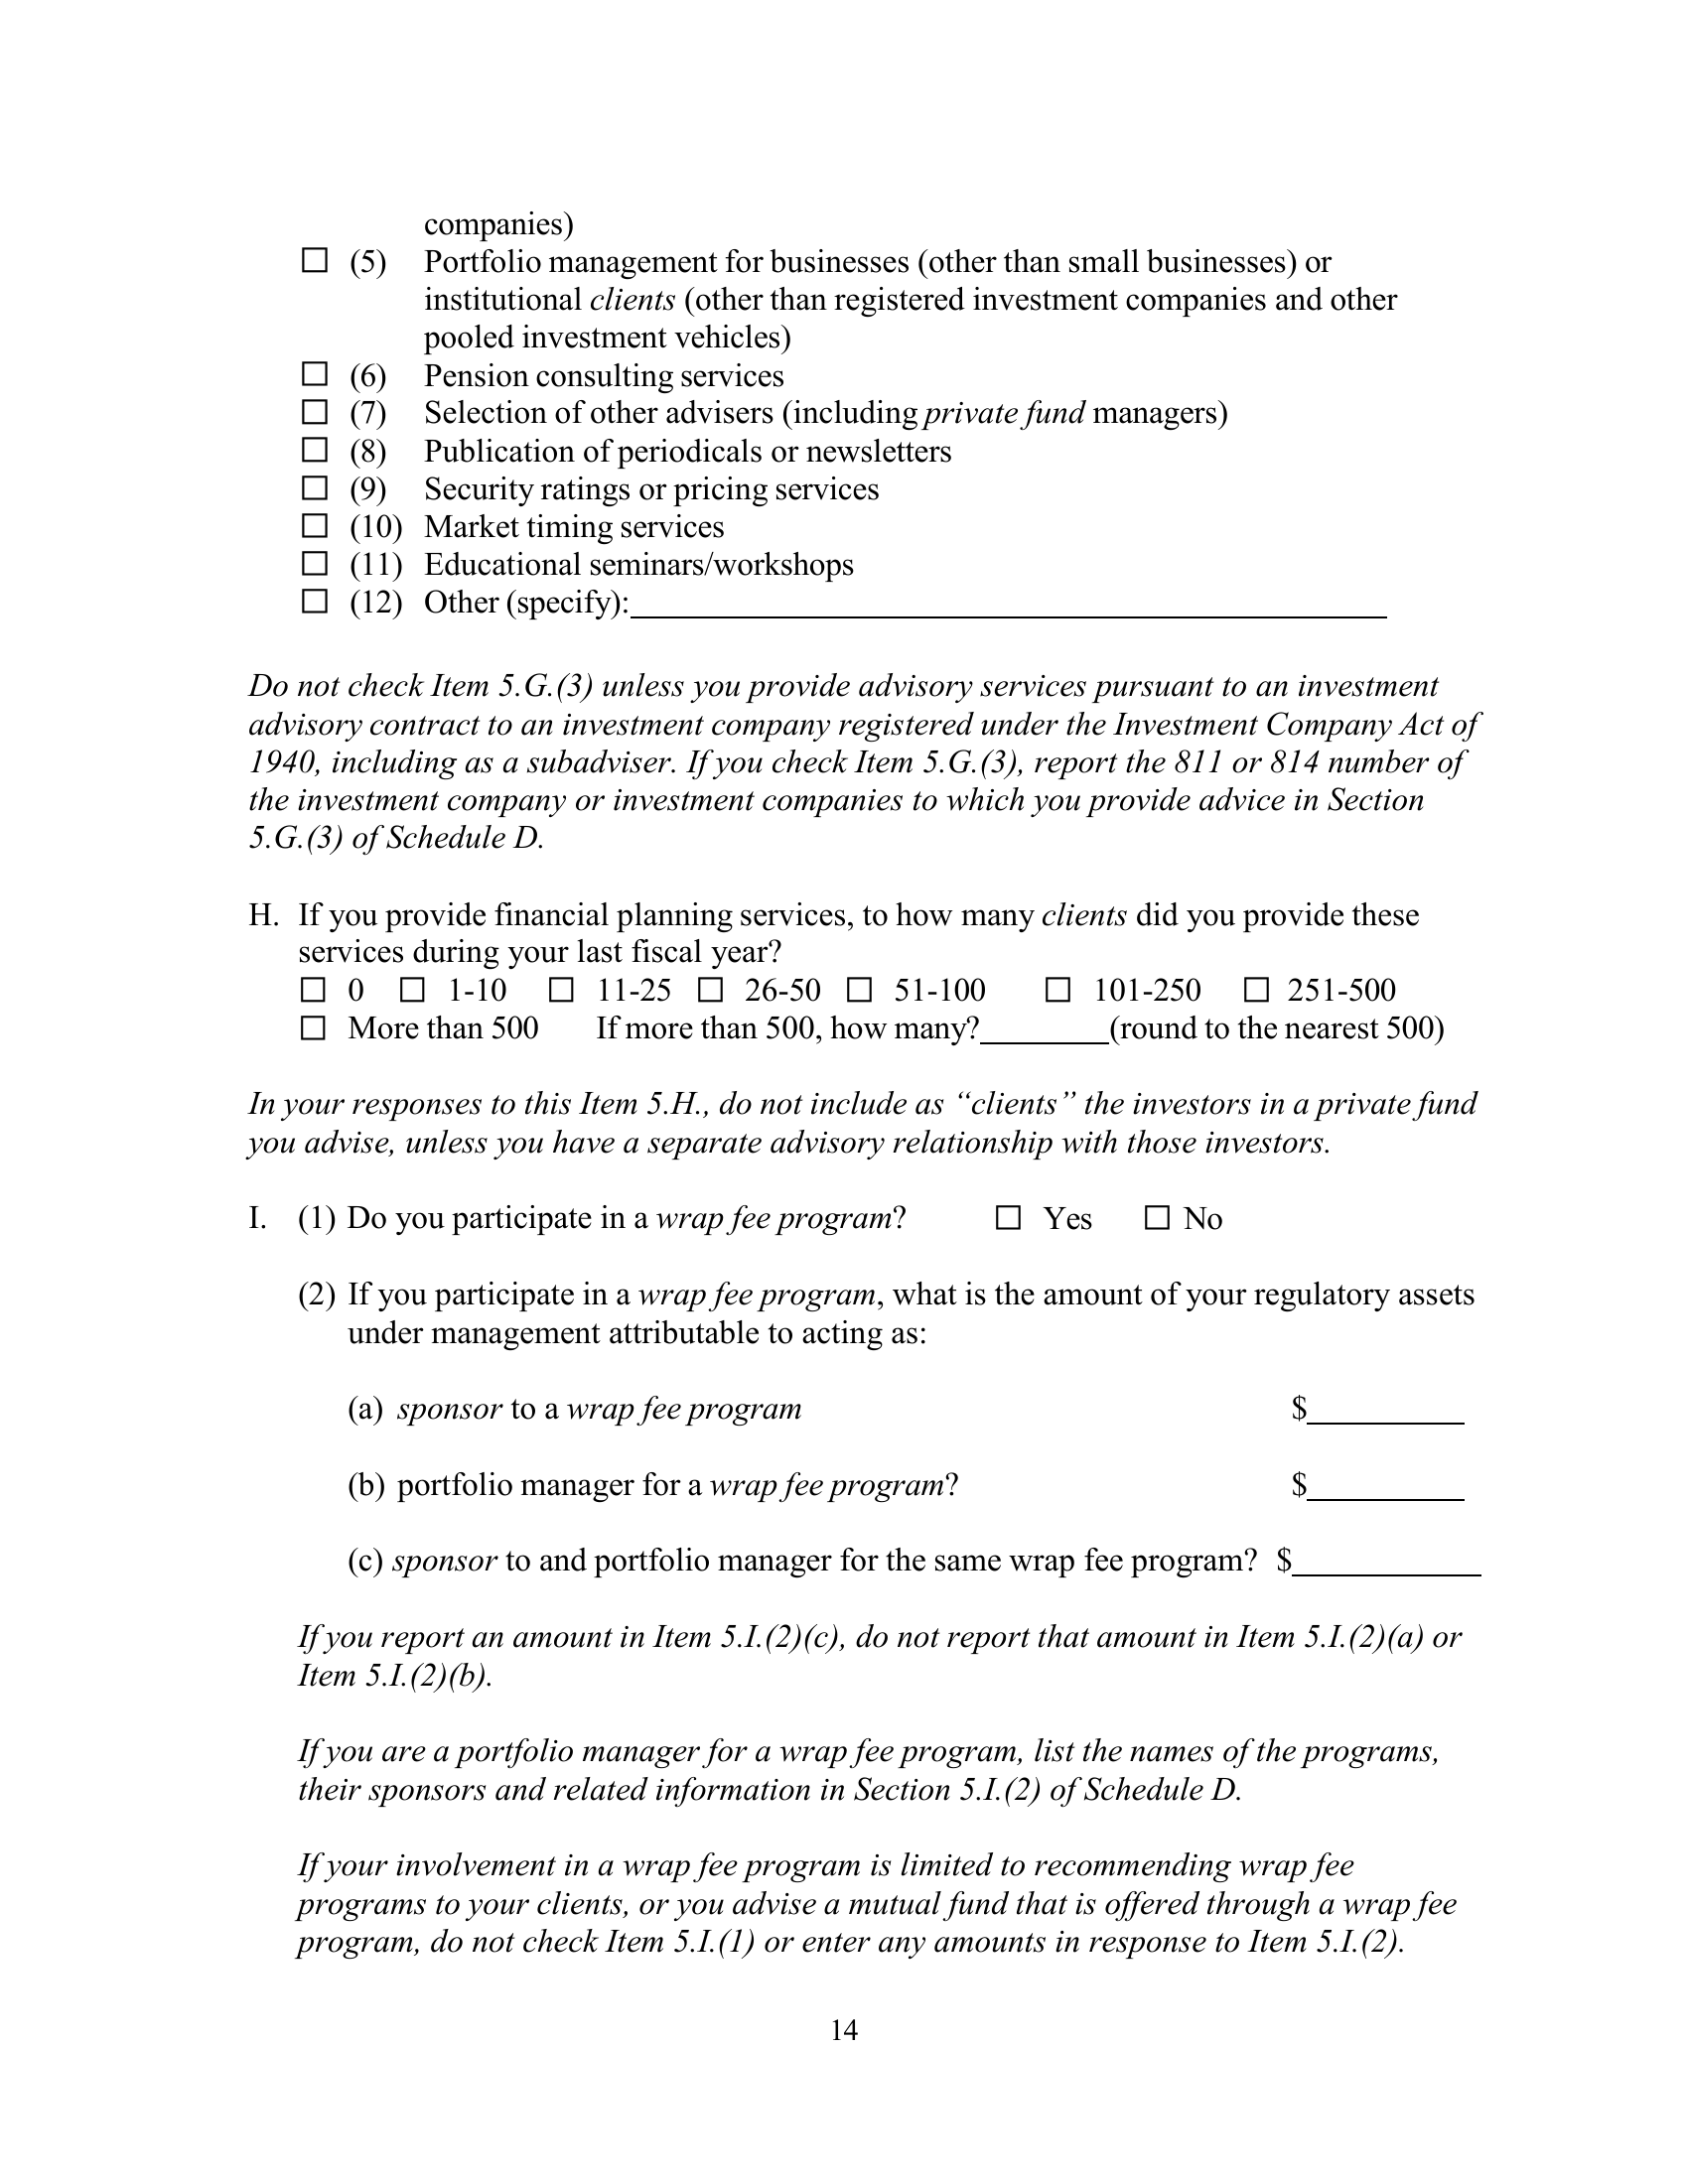 companies)
☐ (5) Portfolio management for businesses (other than small businesses) or
institutional clients (other than registered investment companies and other
pooled investment vehicles)
☐ (6) Pension consulting services
☐ (7) Selection of other advisers (including private fund managers)
☐ (8) Publication of periodicals or newsletters
☐ (9) Security ratings or pricing services
☐ (10) Market timing services
☐ (11) Educational seminars/workshops
☐ (12) Other (specify):
Do not check Item 5.G.(3) unless you provide advisory services pursuant to an investment
advisory contract to an investment company registered under the Investment Company Act of
1940, including as a subadviser. If you check Item 5.G.(3), report the 811 or 814 number of
the investment company or investment companies to which you provide advice in Section
5.G.(3) of Schedule D.
H. If you provide financial planning services, to how many clients did you provide these
services during your last fiscal year?
☐ 0 ☐ 1-10 ☐ 11-25 ☐ 26-50 ☐ 51-100 ☐ 101-250 ☐ 251-500
☐ More than 500 If more than 500, how many?________(round to the nearest 500)
In your responses to this Item 5.H., do not include as “clients” the investors in a private fund
you advise, unless you have a separate advisory relationship with those investors.
I. (1) Do you participate in a wrap fee program? ☐ Yes ☐ No
(2) If you participate in a wrap fee program, what is the amount of your regulatory assets
under management attributable to acting as:
(a) sponsor to a wrap fee program $__________
(b) portfolio manager for a wrap fee program? $__________
(c) sponsor to and portfolio manager for the same wrap fee program? $____________
If you report an amount in Item 5.I.(2)(c), do not report that amount in Item 5.I.(2)(a) or
Item 5.I.(2)(b).
If you are a portfolio manager for a wrap fee program, list the names of the programs,
their sponsors and related information in Section 5.I.(2) of Schedule D.
If your involvement in a wrap fee program is limited to recommending wrap fee
programs to your clients, or you advise a mutual fund that is offered through a wrap fee
program, do not check Item 5.I.(1) or enter any amounts in response to Item 5.I.(2).
14